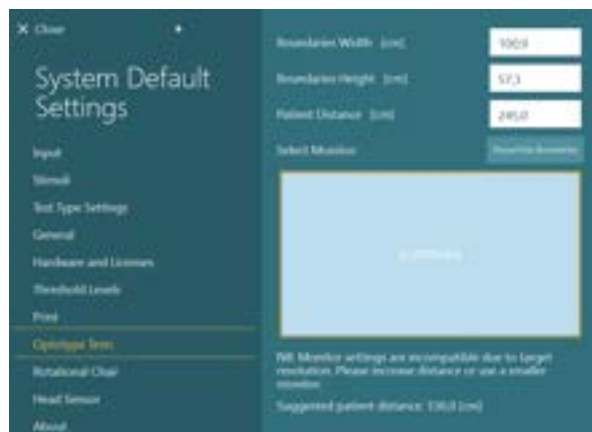 Close
System Default
Settings
Input
Stimuli
Test Type Settings
General
Hardware and Licenses
Threshold Levels
Print
Optotype Tests
Rotational Chair
Head Sensor
About
Boundaries Width [cm]
Boundaries Height [cm]
57,3
Patient Distance [cm]
Select Monitor
NB: Monitor settings are incompatible due to target
resolution. Please increase distance or use a smaller
monitor.
Suggested patient distance: [cm]